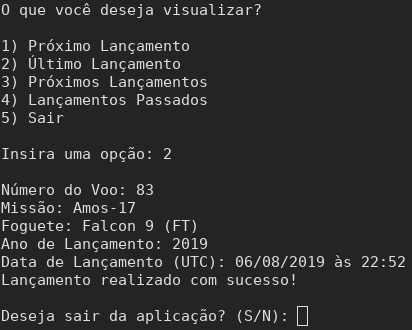 O que você deseja visualizar?
1) Próximo Lançamento
2) Último Lançamento
3) Próximos Lançamentos
4) Lançamentos Passados
5) Sair
Insira uma opção: 2
Número do Voo: 83
Missão: Amos-17
Foguete: Falcon 9 (FT)
Ano de Lançamento: 2019
Data de Lançamento (UTC): 06/08/2019 às 22:52
Lançamento realizado com sucesso!
Deseja sair da aplicação? (S/N):